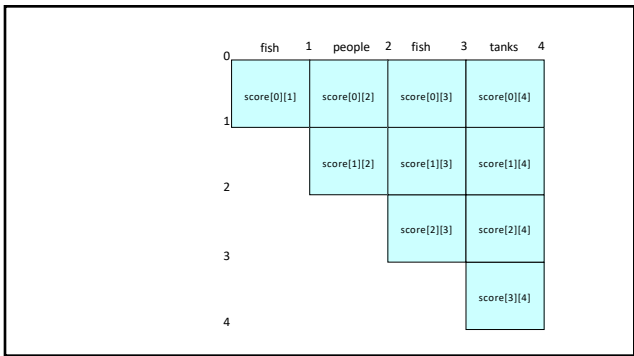 fish 1 people 2 fish 3 tanks 4
0
score[0][1] score[0][2] score[0][3] score[0][4]
1
score[1][2] score[1][3] score[1][4]
2
score[2][3] score[2][4]
3
score[3][4]
4